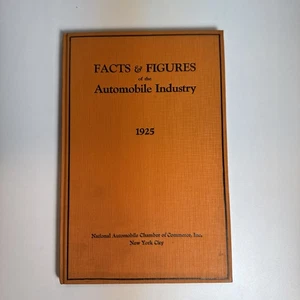 FACTS & FIGURES
of the
Automobile Industry
1925
National Automobile Chamber of Commerce, Inc.
New York City